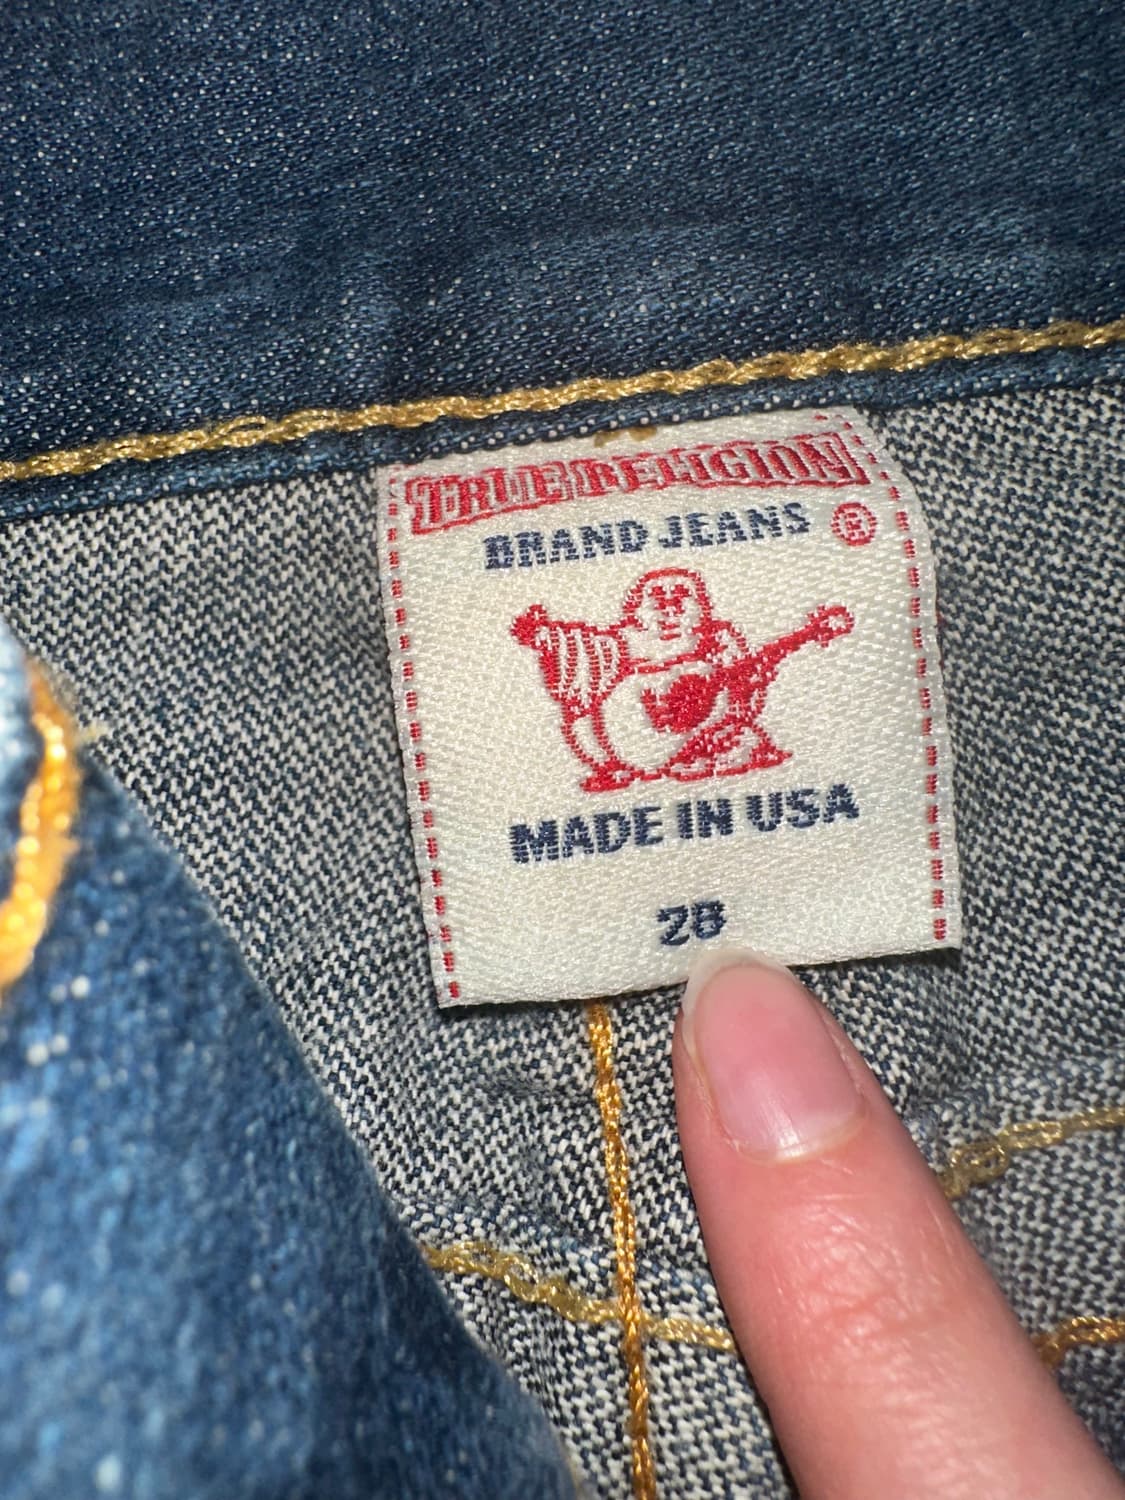 TRUE RELIGION
BRAND JEANS ®
MADE IN USA
28